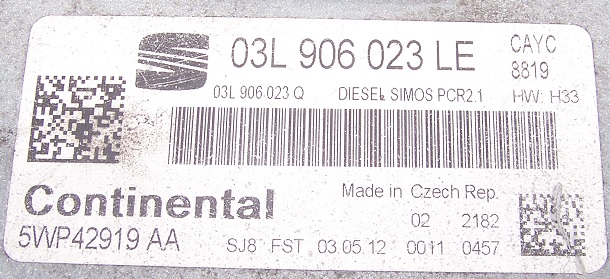 03L 906 023 LE CAYC
8819
03L 906 023 Q DIESEL SIMOS PCR2.1 HW: H33
Continental Made in Czech Rep.
02 2182
5WP42919 AA SJ8 FST 03.05.12 0011 0457